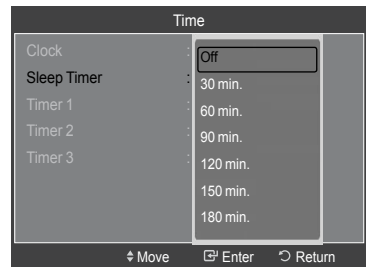 Time
Clock :
Off
Sleep Timer :
30 min.
Timer 1 :
60 min.
Timer 2 :
90 min.
Timer 3 :
120 min.
150 min.
180 min.
Move Enter Return